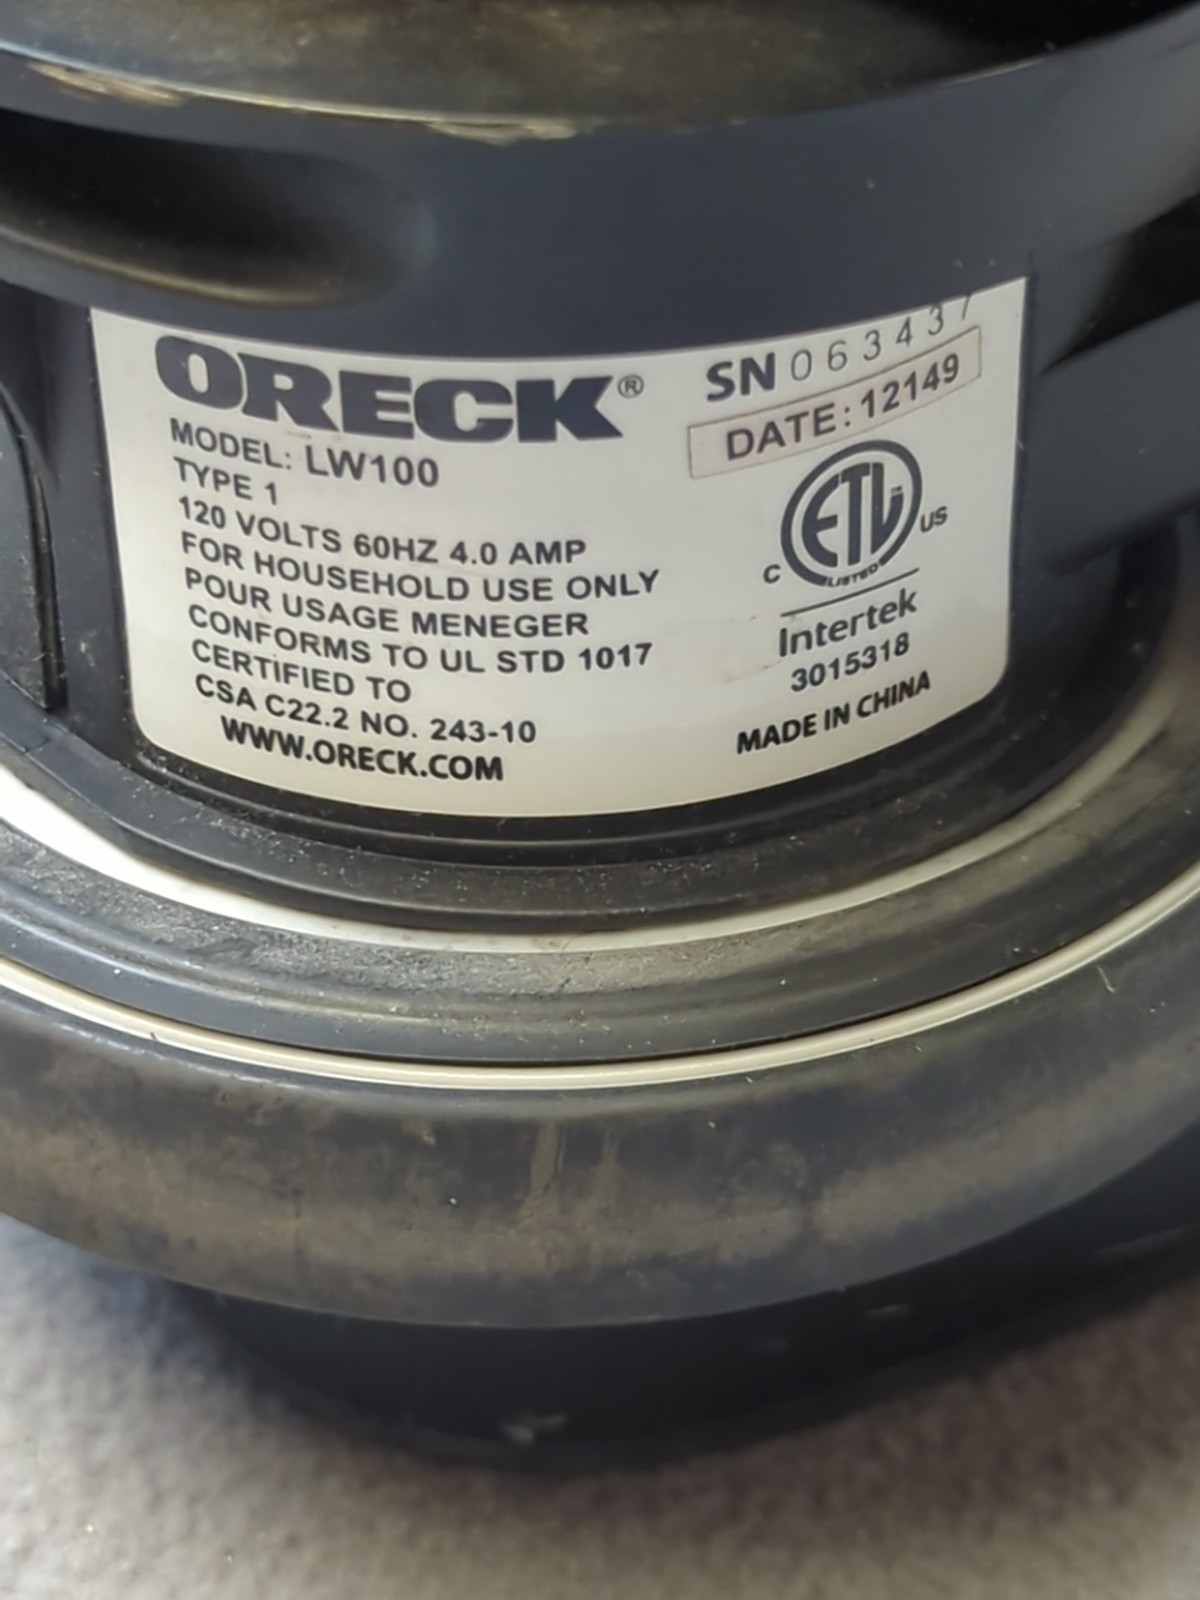 ORECK®
MODEL: LW100
TYPE 1
120 VOLTS 60HZ 4.0 AMP
FOR HOUSEHOLD USE ONLY
POUR USAGE MENEGER
CONFORMS TO UL STD 1017
CERTIFIED TO
CSA C22.2 NO. 243-10
WWW.ORECK.COM
SN 063437
DATE: 12149
ETL
LISTED
C US
Intertek
3015318
MADE IN CHINA